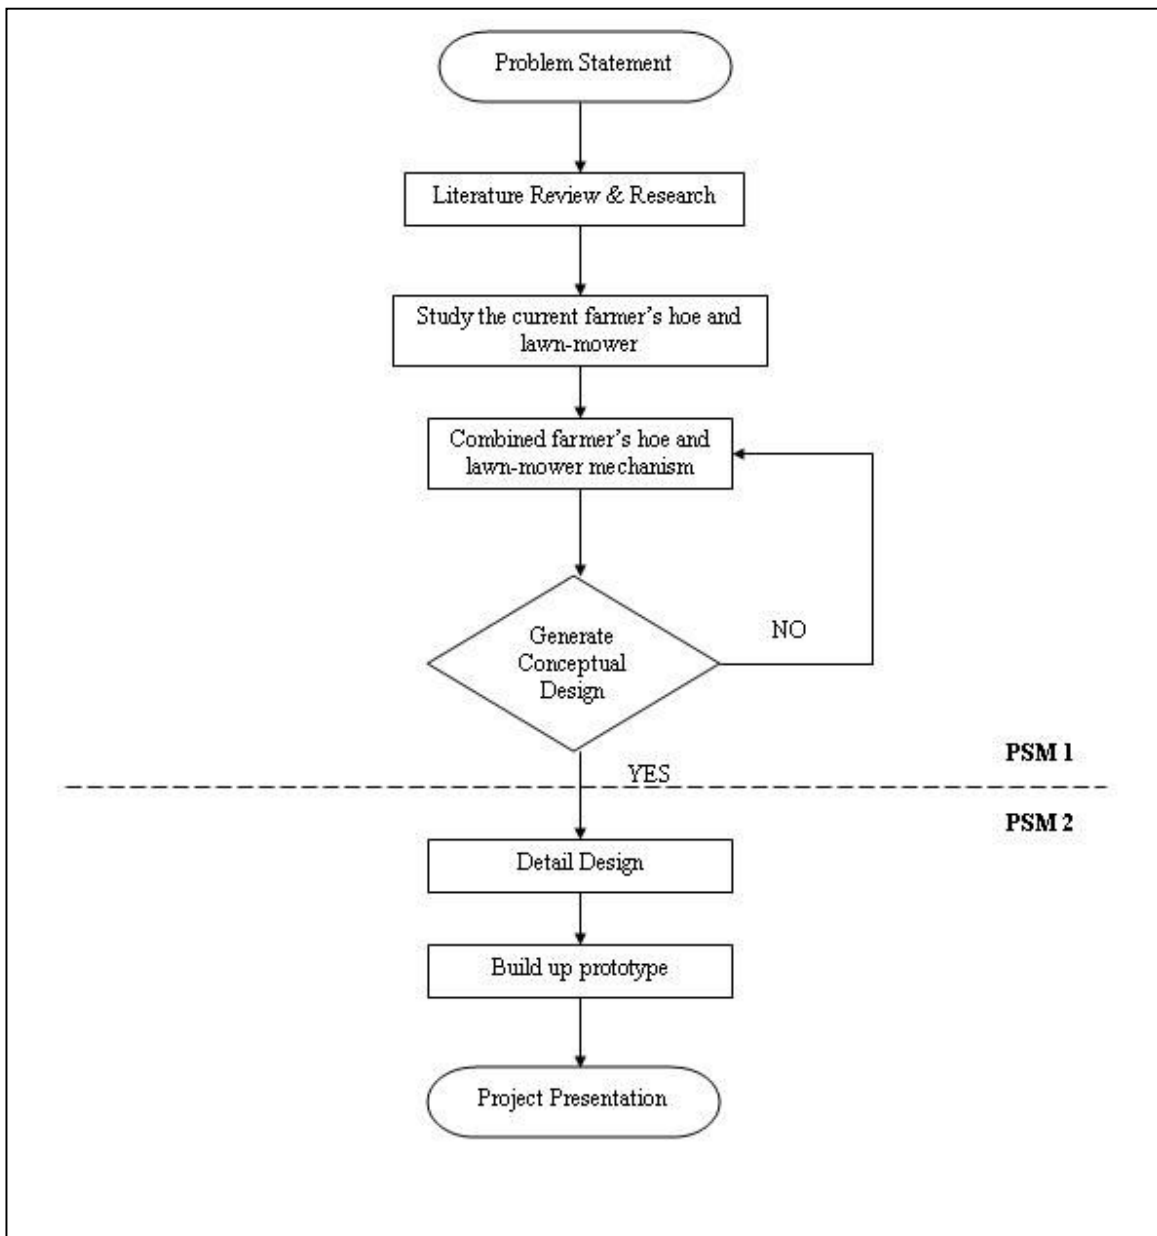 Problem Statement
Literature Review & Research
Study the current farmer's hoe and
lawn-mower
Combined farmer's hoe and
lawn-mower mechanism
Generate
Conceptual
Design
NO
YES
PSM 1
PSM 2
Detail Design
Build up prototype
Project Presentation